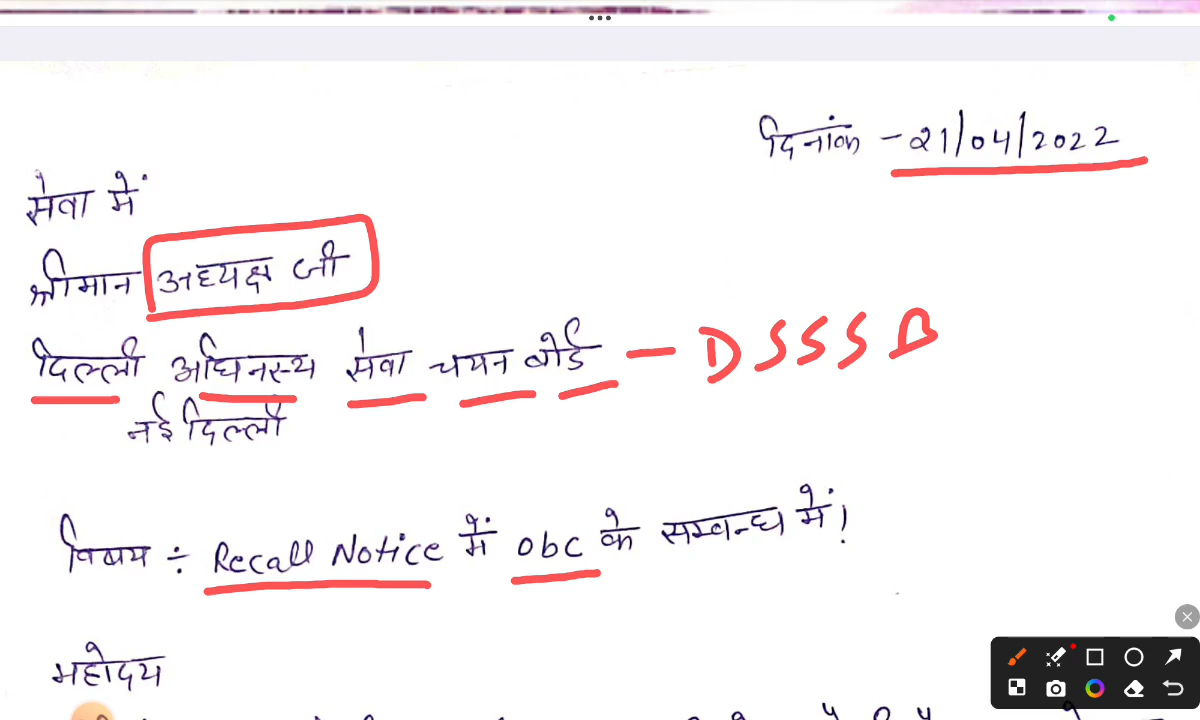 दिनांक - 21/04/2022
सेवा में
श्रीमान अध्यक्ष जी
दिल्ली अधिनस्थ सेवा चयन बोर्ड - DSSSB
नई दिल्ली
विषय ÷ Recall Notice में obc के सम्बन्ध में!
महोदय